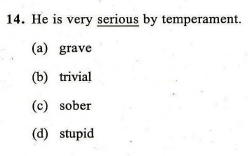 14. He is very serious by temperament.
(a) grave
(b) trivial
(c) sober
(d) stupid